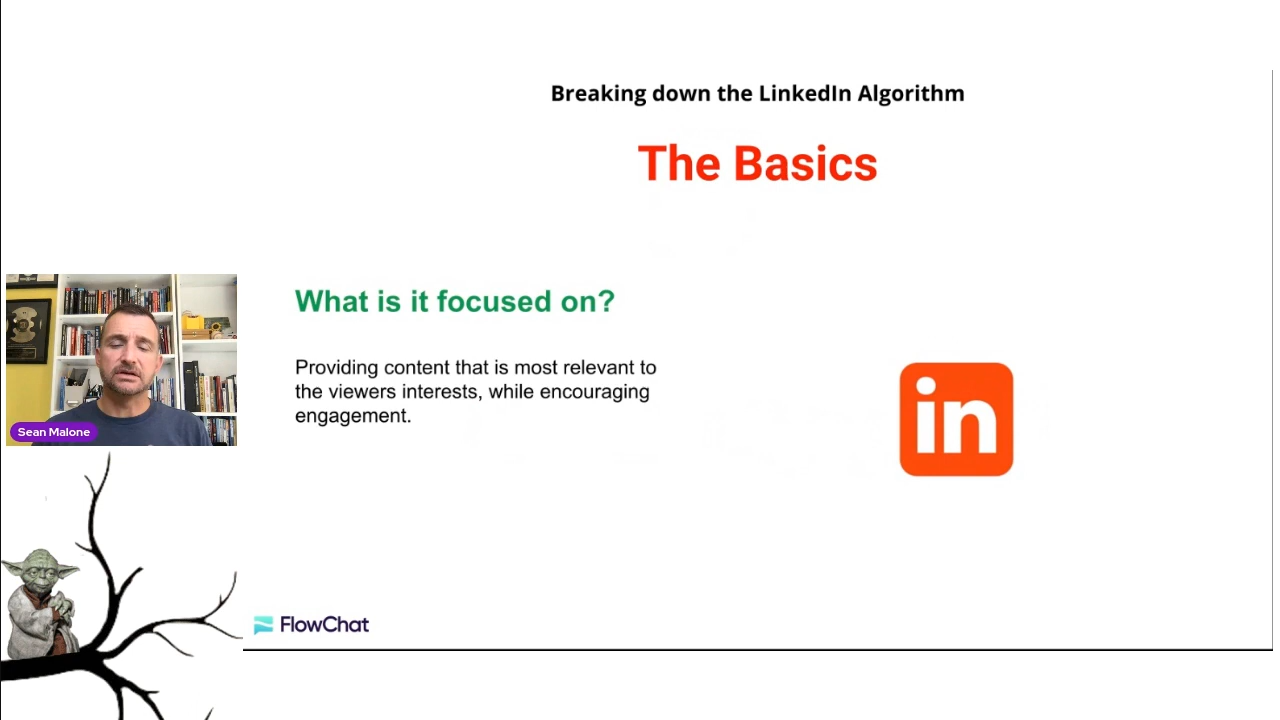 Breaking down the LinkedIn Algorithm
The Basics
What is it focused on?
Providing content that is most relevant to
the viewers interests, while encouraging
engagement.
in
Sean Malone
FlowChat